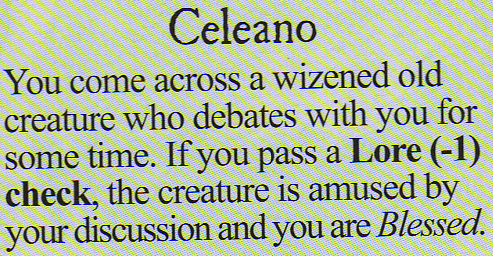 Celeano
You come across a wizened old
creature who debates with you for
some time. If you pass a Lore (-1)
check, the creature is amused by
your discussion and you are Blessed.